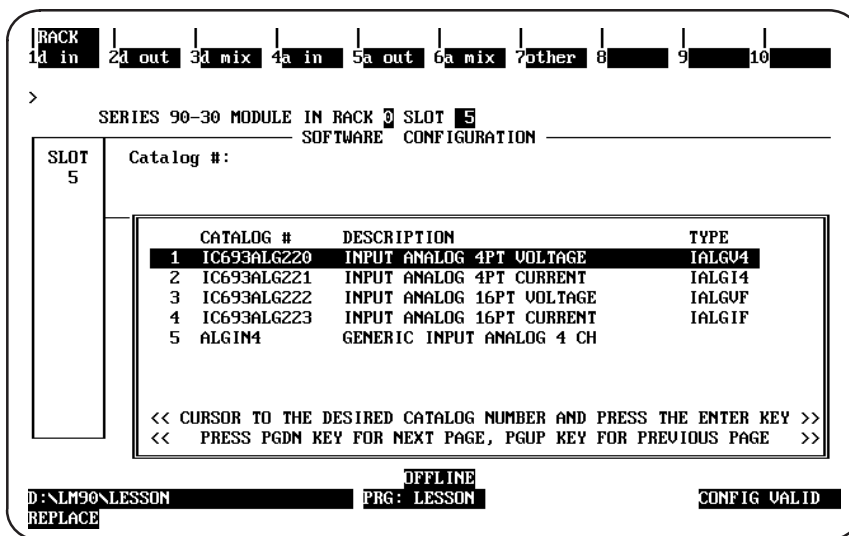 RACK
1d in 2d out 3d mix 4a in 5a out 6a mix 7other 8 9 10
>
SERIES 90-30 MODULE IN RACK 0 SLOT 5
SOFTWARE CONFIGURATION
SLOT Catalog #:
5
CATALOG # DESCRIPTION TYPE
1 IC693ALG220 INPUT ANALOG 4PT VOLTAGE IALGV4
2 IC693ALG221 INPUT ANALOG 4PT CURRENT IALGI4
3 IC693ALG222 INPUT ANALOG 16PT VOLTAGE IALGVF
4 IC693ALG223 INPUT ANALOG 16PT CURRENT IALGIF
5 ALGIN4 GENERIC INPUT ANALOG 4 CH
<< CURSOR TO THE DESIRED CATALOG NUMBER AND PRESS THE ENTER KEY >>
<< PRESS PGDN KEY FOR NEXT PAGE, PGUP KEY FOR PREVIOUS PAGE >>
OFFLINE
D:\LM90\LESSON PRG: LESSON CONFIG VALID
REPLACE